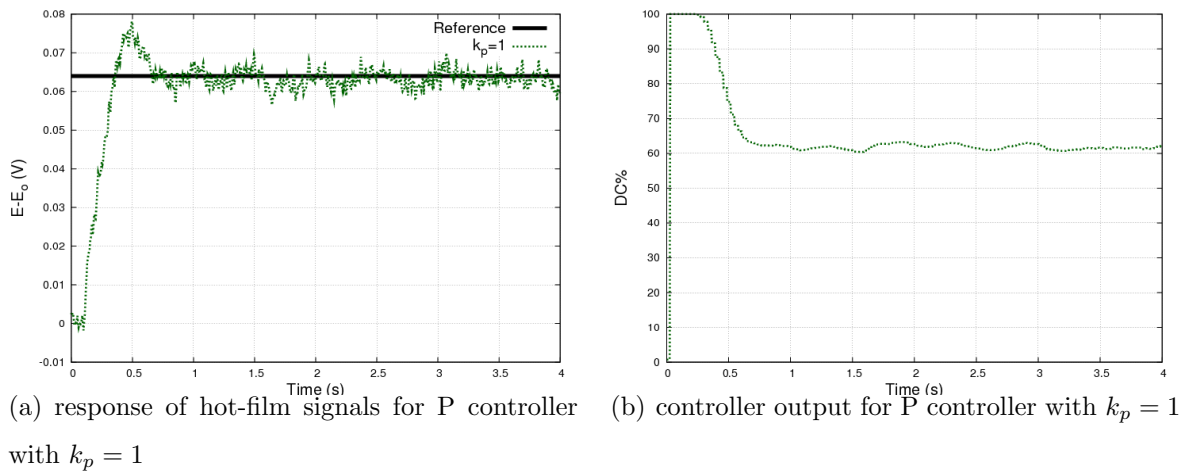 0.08
0.07
0.06
0.05
0.04
0.03
0.02
0.01
0
-0.01
E-Eo (V)
Reference
kp=1
0 0.5 1 1.5 2 2.5 3 3.5 4
Time (s)
100
90
80
70
60
50
40
30
20
10
0
DC%
0 0.5 1 1.5 2 2.5 3 3.5 4
Time (s)
(a) response of hot-film signals for P controller
with kp = 1
(b) controller output for P controller with kp = 1